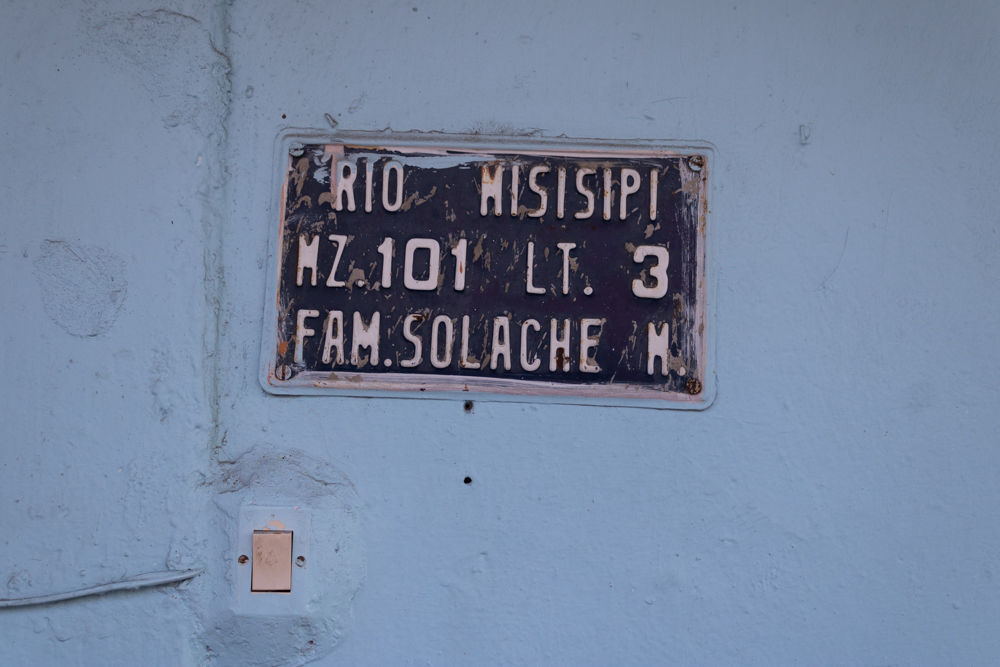 RIO MISISIPI
MZ.101 LT. 3
FAM.SOLACHE M.